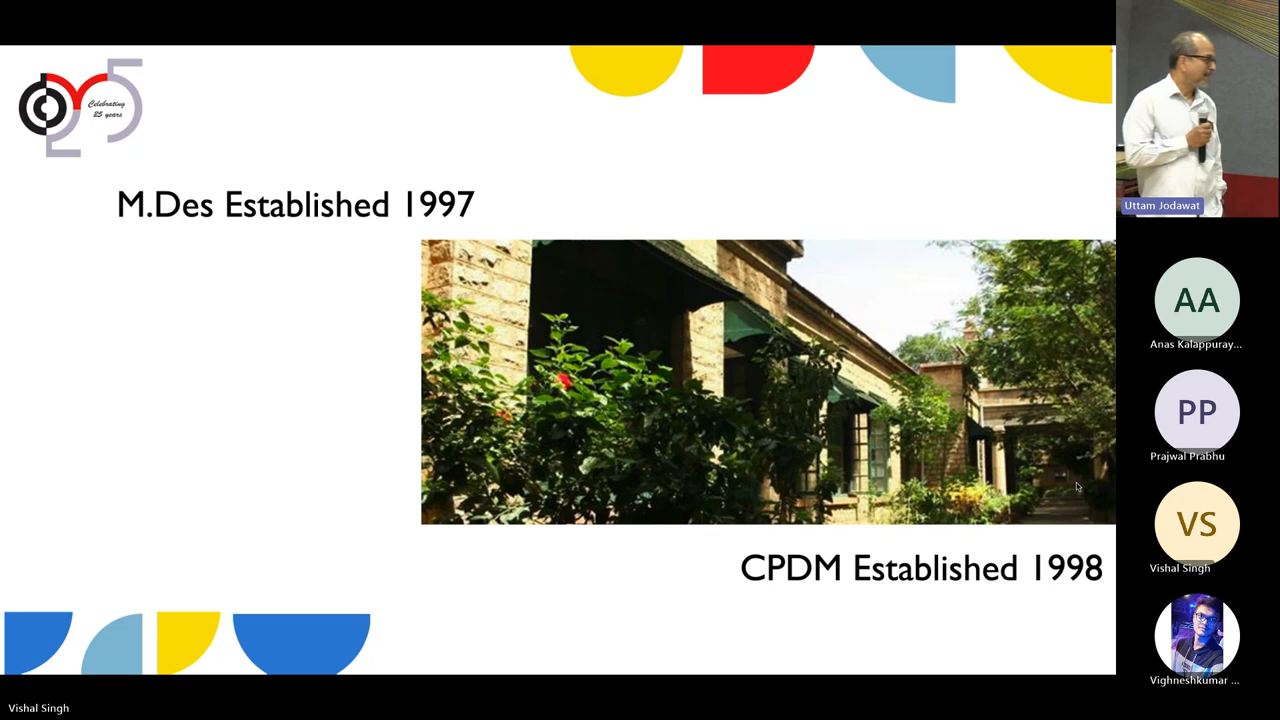 Celebrating
25 years
M.Des Established 1997
CPDM Established 1998
Uttam Jodawat
AA
Anas Kalappuray...
PP
Prajwal Prabhu
VS
Vishal Singh
Vighneshkumar ...
Vishal Singh